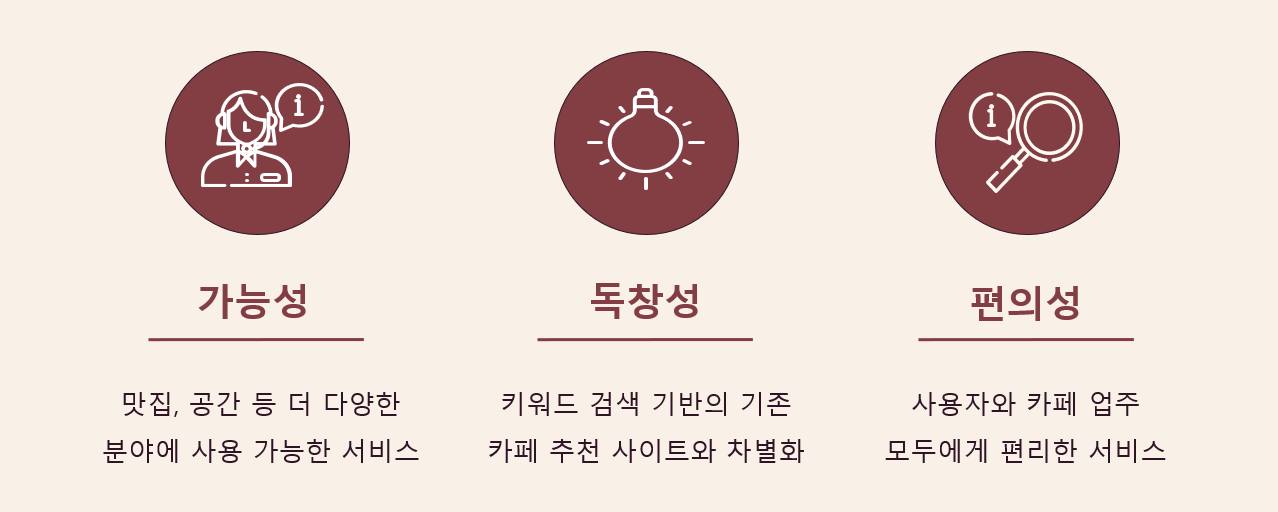 i
i
가능성
독창성
편의성
맛집, 공간 등 더 다양한
분야에 사용 가능한 서비스
키워드 검색 기반의 기존
카페 추천 사이트와 차별화
사용자와 카페 업주
모두에게 편리한 서비스